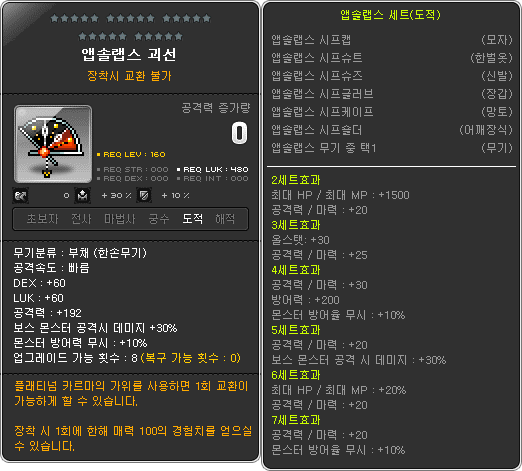 앱솔랩스 괴선
장착시 교환 불가
공격력 증가량
0
REQ LEV : 160
REQ STR : 000
REQ LUK : 480
REQ DEX : 000
REQ INT : 000
0
+ 30 %
+ 10 %
초보자 전사 마법사 궁수 도적 해적
무기분류 : 부채 (한손무기)
공격속도 : 빠름
DEX : +60
LUK : +60
공격력 : +192
보스 몬스터 공격시 데미지 +30%
몬스터 방어력 무시 : +10%
업그레이드 가능 횟수 : 8 (복구 가능 횟수 : 0)
플래티넘 카르마의 가위를 사용하면 1회 교환이
가능하게 할 수 있습니다.
장착 시 1회에 한해 매력 100의 경험치를 얻으실
수 있습니다.
앱솔랩스 세트(도적)
앱솔랩스 시프캡 (모자)
앱솔랩스 시프슈트 (한벌옷)
앱솔랩스 시프슈즈 (신발)
앱솔랩스 시프글러브 (장갑)
앱솔랩스 시프케이프 (망토)
앱솔랩스 시프숄더 (어깨장식)
앱솔랩스 무기 중 택1 (무기)
2세트효과
최대 HP / 최대 MP : +1500
공격력 / 마력 : +20
3세트효과
올스탯: +30
공격력 / 마력 : +25
4세트효과
공격력 / 마력 : +30
방어력 : +200
몬스터 방어율 무시 : +10%
5세트효과
공격력 / 마력 : +20
보스 몬스터 공격 시 데미지 : +30%
6세트효과
최대 HP / 최대 MP : +20%
공격력 / 마력 : +20
7세트효과
공격력 / 마력 : +20
몬스터 방어율 무시 : +10%